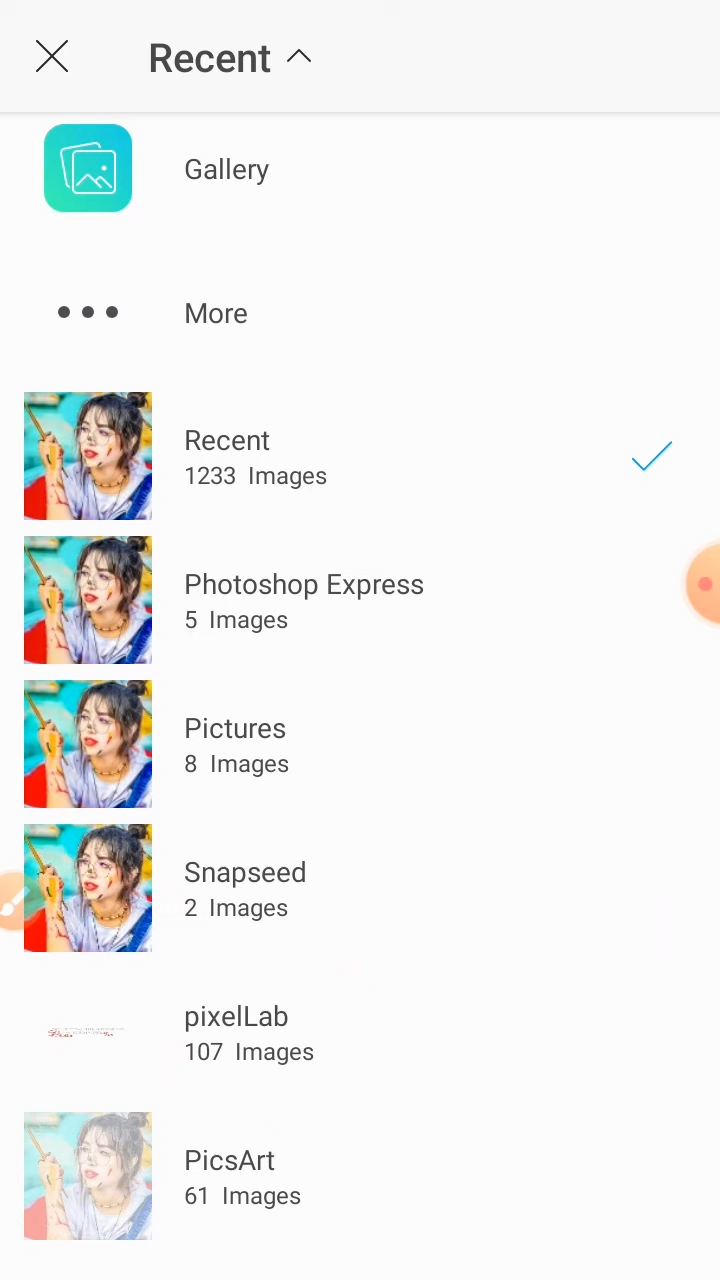 Recent
Gallery
More
Recent
1233 Images
Photoshop Express
5 Images
Pictures
8 Images
Snapseed
2 Images
pixelLab
107 Images
PicsArt
61 Images